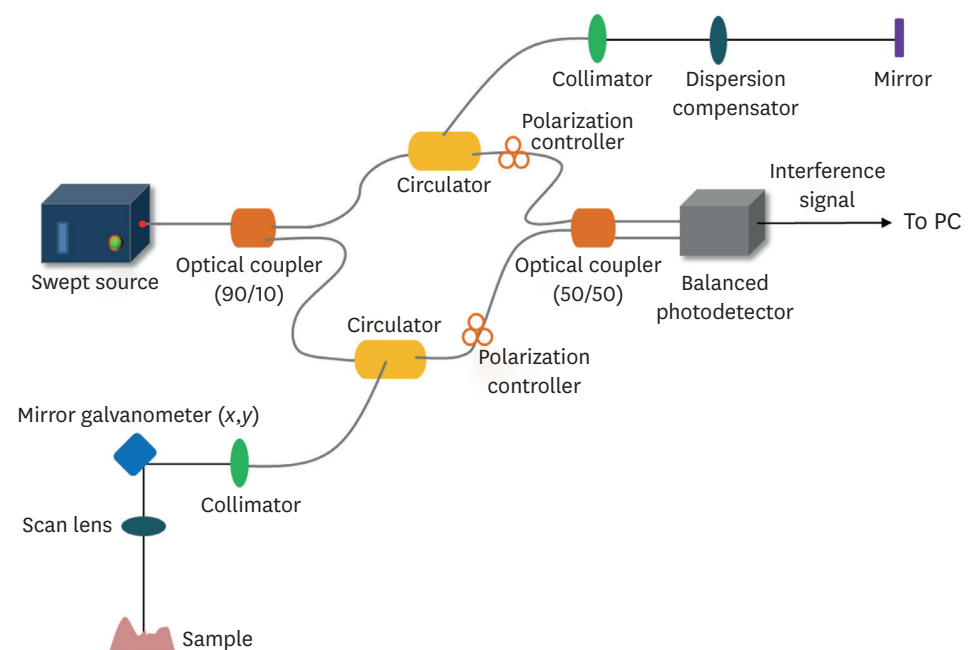 Collimator
Dispersion
compensator
Mirror
Polarization
controller
Circulator
Interference
signal
To PC
Swept source
Optical coupler
(90/10)
Optical coupler
(50/50)
Balanced
photodetector
Circulator
Polarization
controller
Mirror galvanometer (x,y)
Collimator
Scan lens
Sample